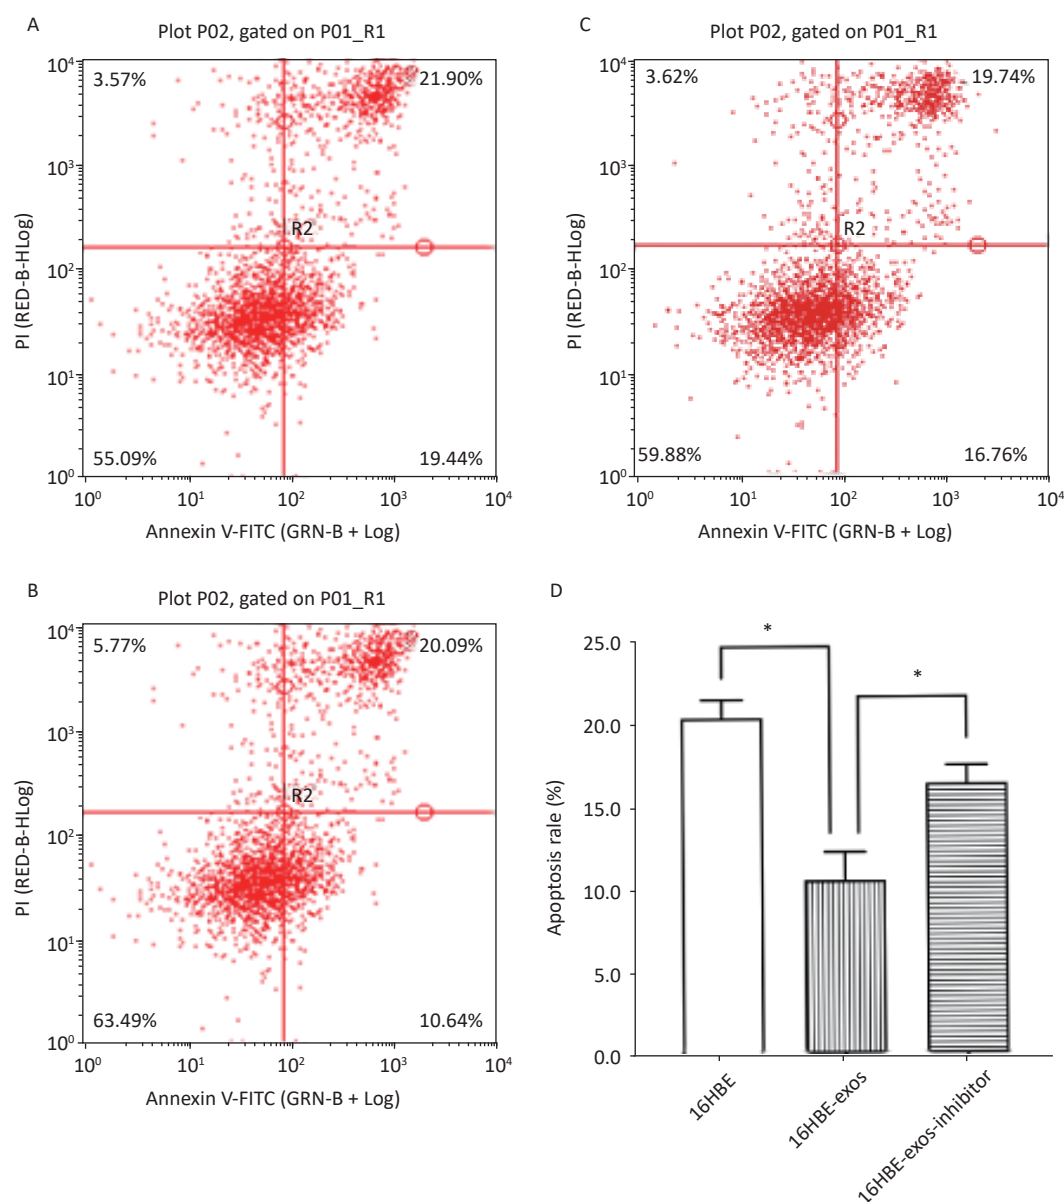 A
Plot P02, gated on P01_R1
10⁴
3.57%
21.90%
10³
R2
10²
10¹
55.09%
19.44%
10⁰
10⁰
10¹
10²
10³
10⁴
PI (RED-B-HLog)
Annexin V-FITC (GRN-B + Log)
C
Plot P02, gated on P01_R1
10⁴
3.62%
19.74%
10³
R2
10²
10¹
59.88%
16.76%
10⁰
10⁰
10¹
10²
10³
10⁴
PI (RED-B-HLog)
Annexin V-FITC (GRN-B + Log)
B
Plot P02, gated on P01_R1
10⁴
5.77%
20.09%
10³
R2
10²
10¹
63.49%
10.64%
10⁰
10⁰
10¹
10²
10³
10⁴
PI (RED-B-HLog)
Annexin V-FITC (GRN-B + Log)
D
25.0
20.0
15.0
10.0
5.0
0.0
Apoptosis rale (%)
*
*
16HBE
16HBE-exos
16HBE-exos-inhibitor